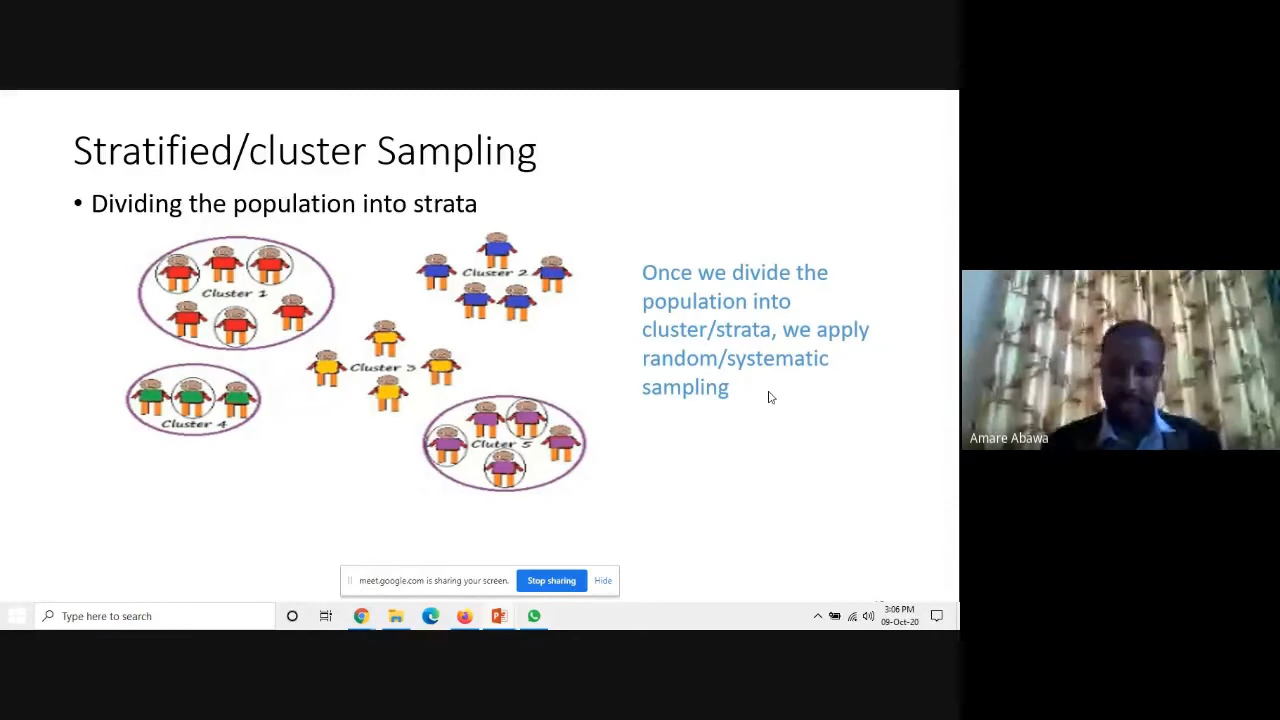 Stratified/cluster Sampling
• Dividing the population into strata
Cluster 1
Cluster 2
Cluster 3
Cluster 4
Cluter 5
Once we divide the
population into
cluster/strata, we apply
random/systematic
sampling
Amare Abawa
meet.google.com is sharing your screen.
Stop sharing
Hide
Type here to search
3:06 PM
09-Oct-20